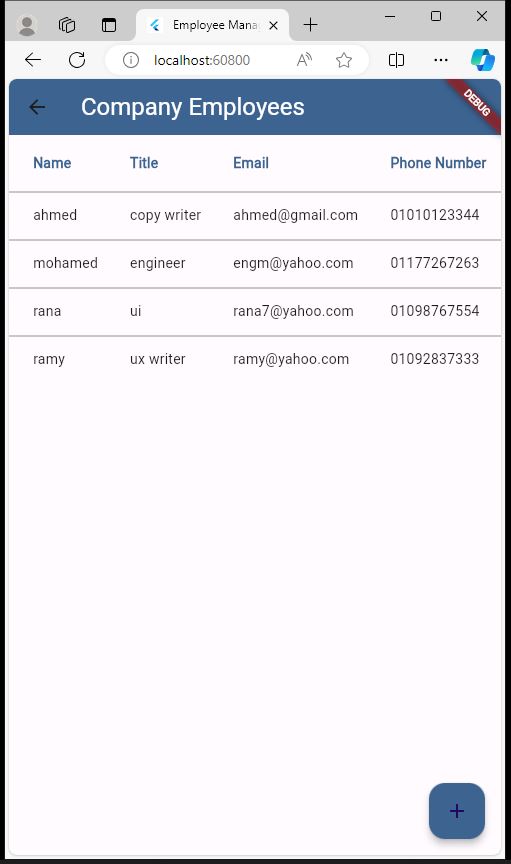 Employee Mana
localhost:60800
Company Employees
DEBUG
Name Title Email Phone Number
ahmed copy writer ahmed@gmail.com 01010123344
mohamed engineer engm@yahoo.com 01177267263
rana ui rana7@yahoo.com 01098767554
ramy ux writer ramy@yahoo.com 01092837333